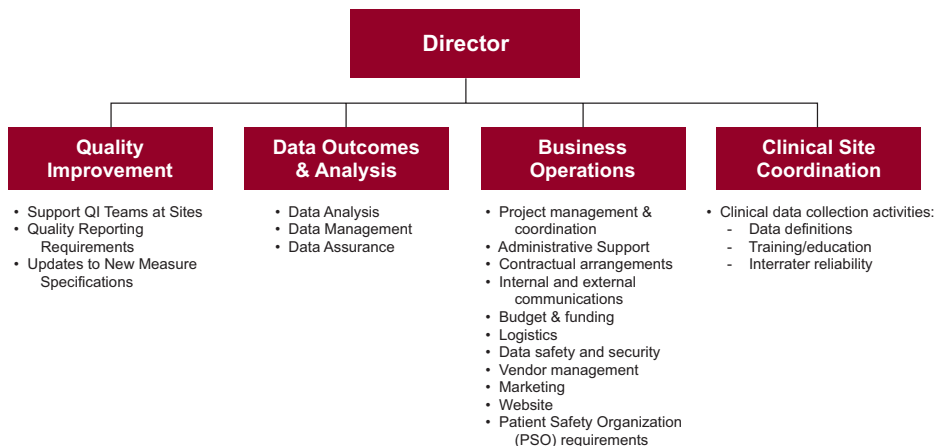 Director
Quality
Improvement
• Support QI Teams at Sites
• Quality Reporting
Requirements
• Updates to New Measure
Specifications
Data Outcomes
& Analysis
• Data Analysis
• Data Management
• Data Assurance
Business
Operations
• Project management &
coordination
• Administrative Support
• Contractual arrangements
• Internal and external
communications
• Budget & funding
• Logistics
• Data safety and security
• Vendor management
• Marketing
• Website
• Patient Safety Organization
(PSO) requirements
Clinical Site
Coordination
• Clinical data collection activities:
- Data definitions
- Training/education
- Interrater reliability